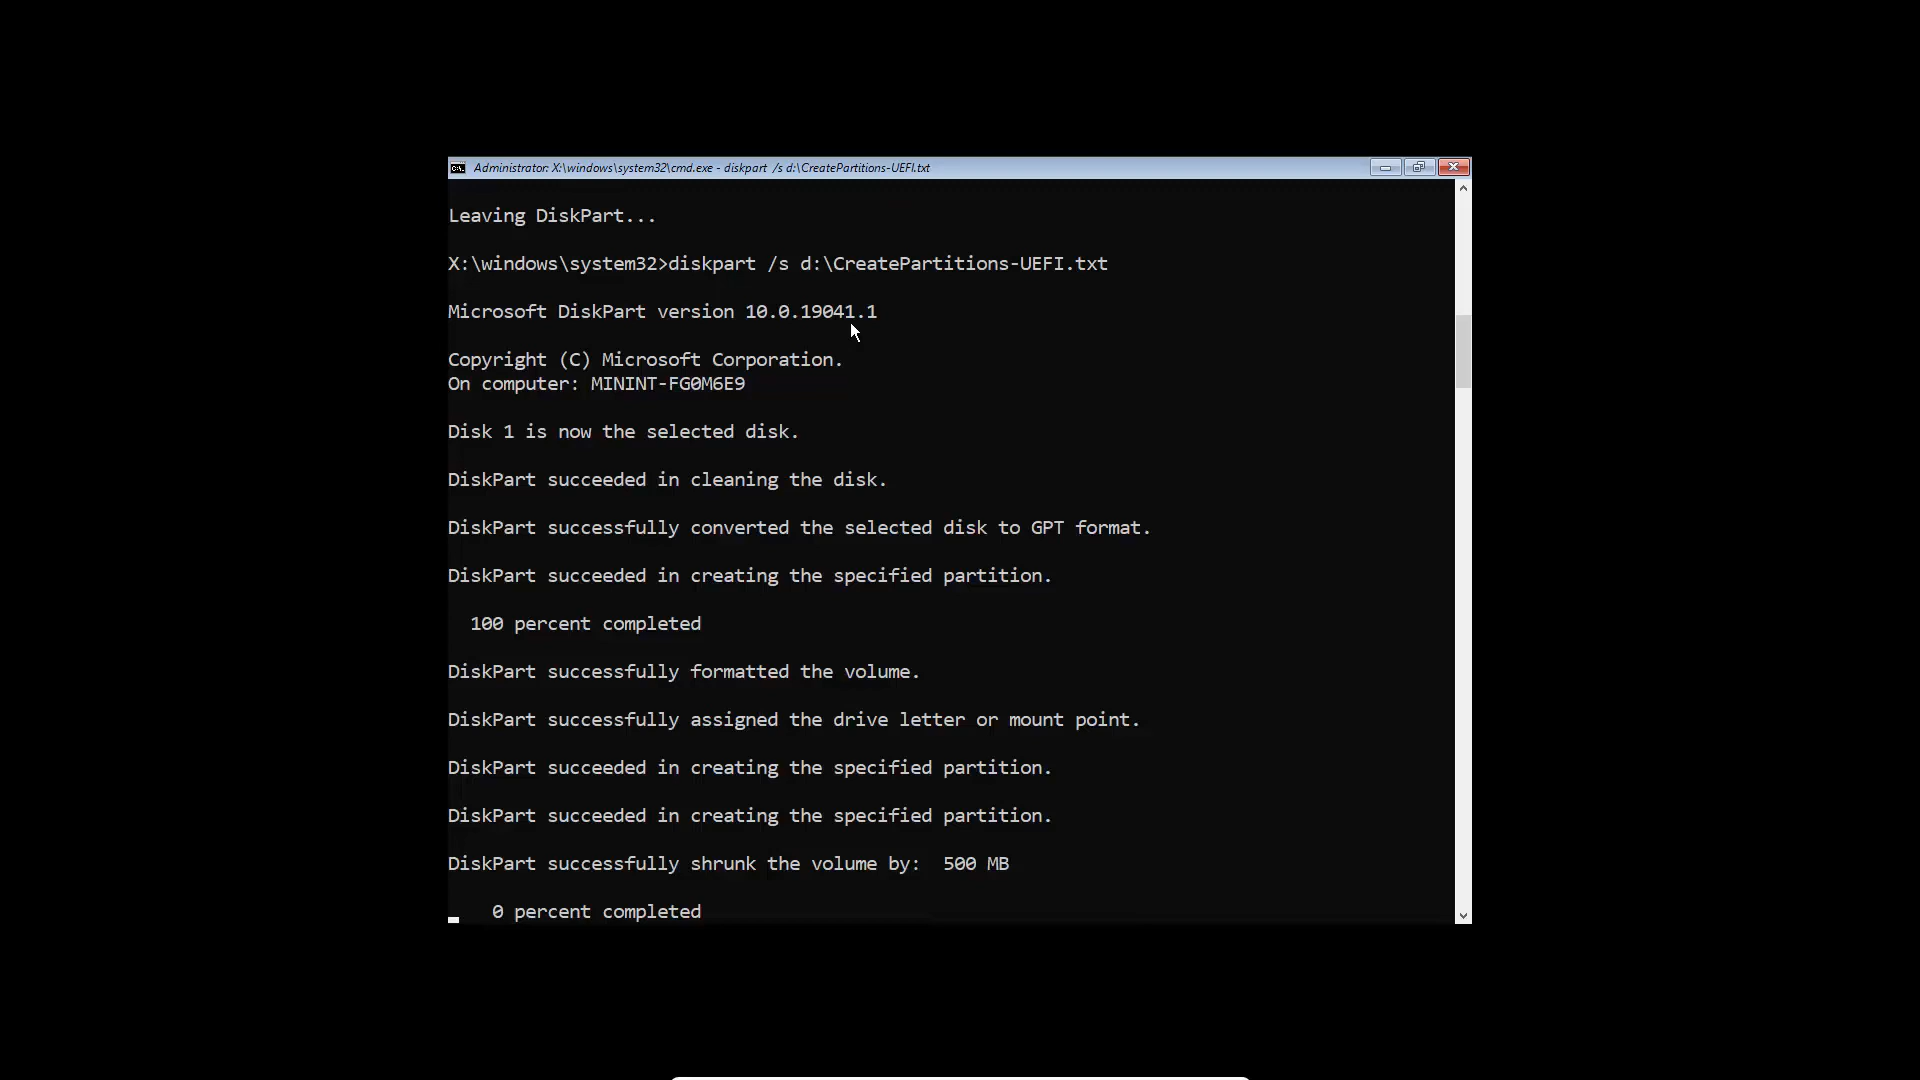 Administrator: X:\windows\system32\cmd.exe - diskpart /s d:\CreatePartitions-UEFI.txt
Leaving DiskPart...
X:\windows\system32>diskpart /s d:\CreatePartitions-UEFI.txt
Microsoft DiskPart version 10.0.19041.1
Copyright (C) Microsoft Corporation.
On computer: MININT-FG0M6E9
Disk 1 is now the selected disk.
DiskPart succeeded in cleaning the disk.
DiskPart successfully converted the selected disk to GPT format.
DiskPart succeeded in creating the specified partition.
100 percent completed
DiskPart successfully formatted the volume.
DiskPart successfully assigned the drive letter or mount point.
DiskPart succeeded in creating the specified partition.
DiskPart succeeded in creating the specified partition.
DiskPart successfully shrunk the volume by:  500 MB
0 percent completed